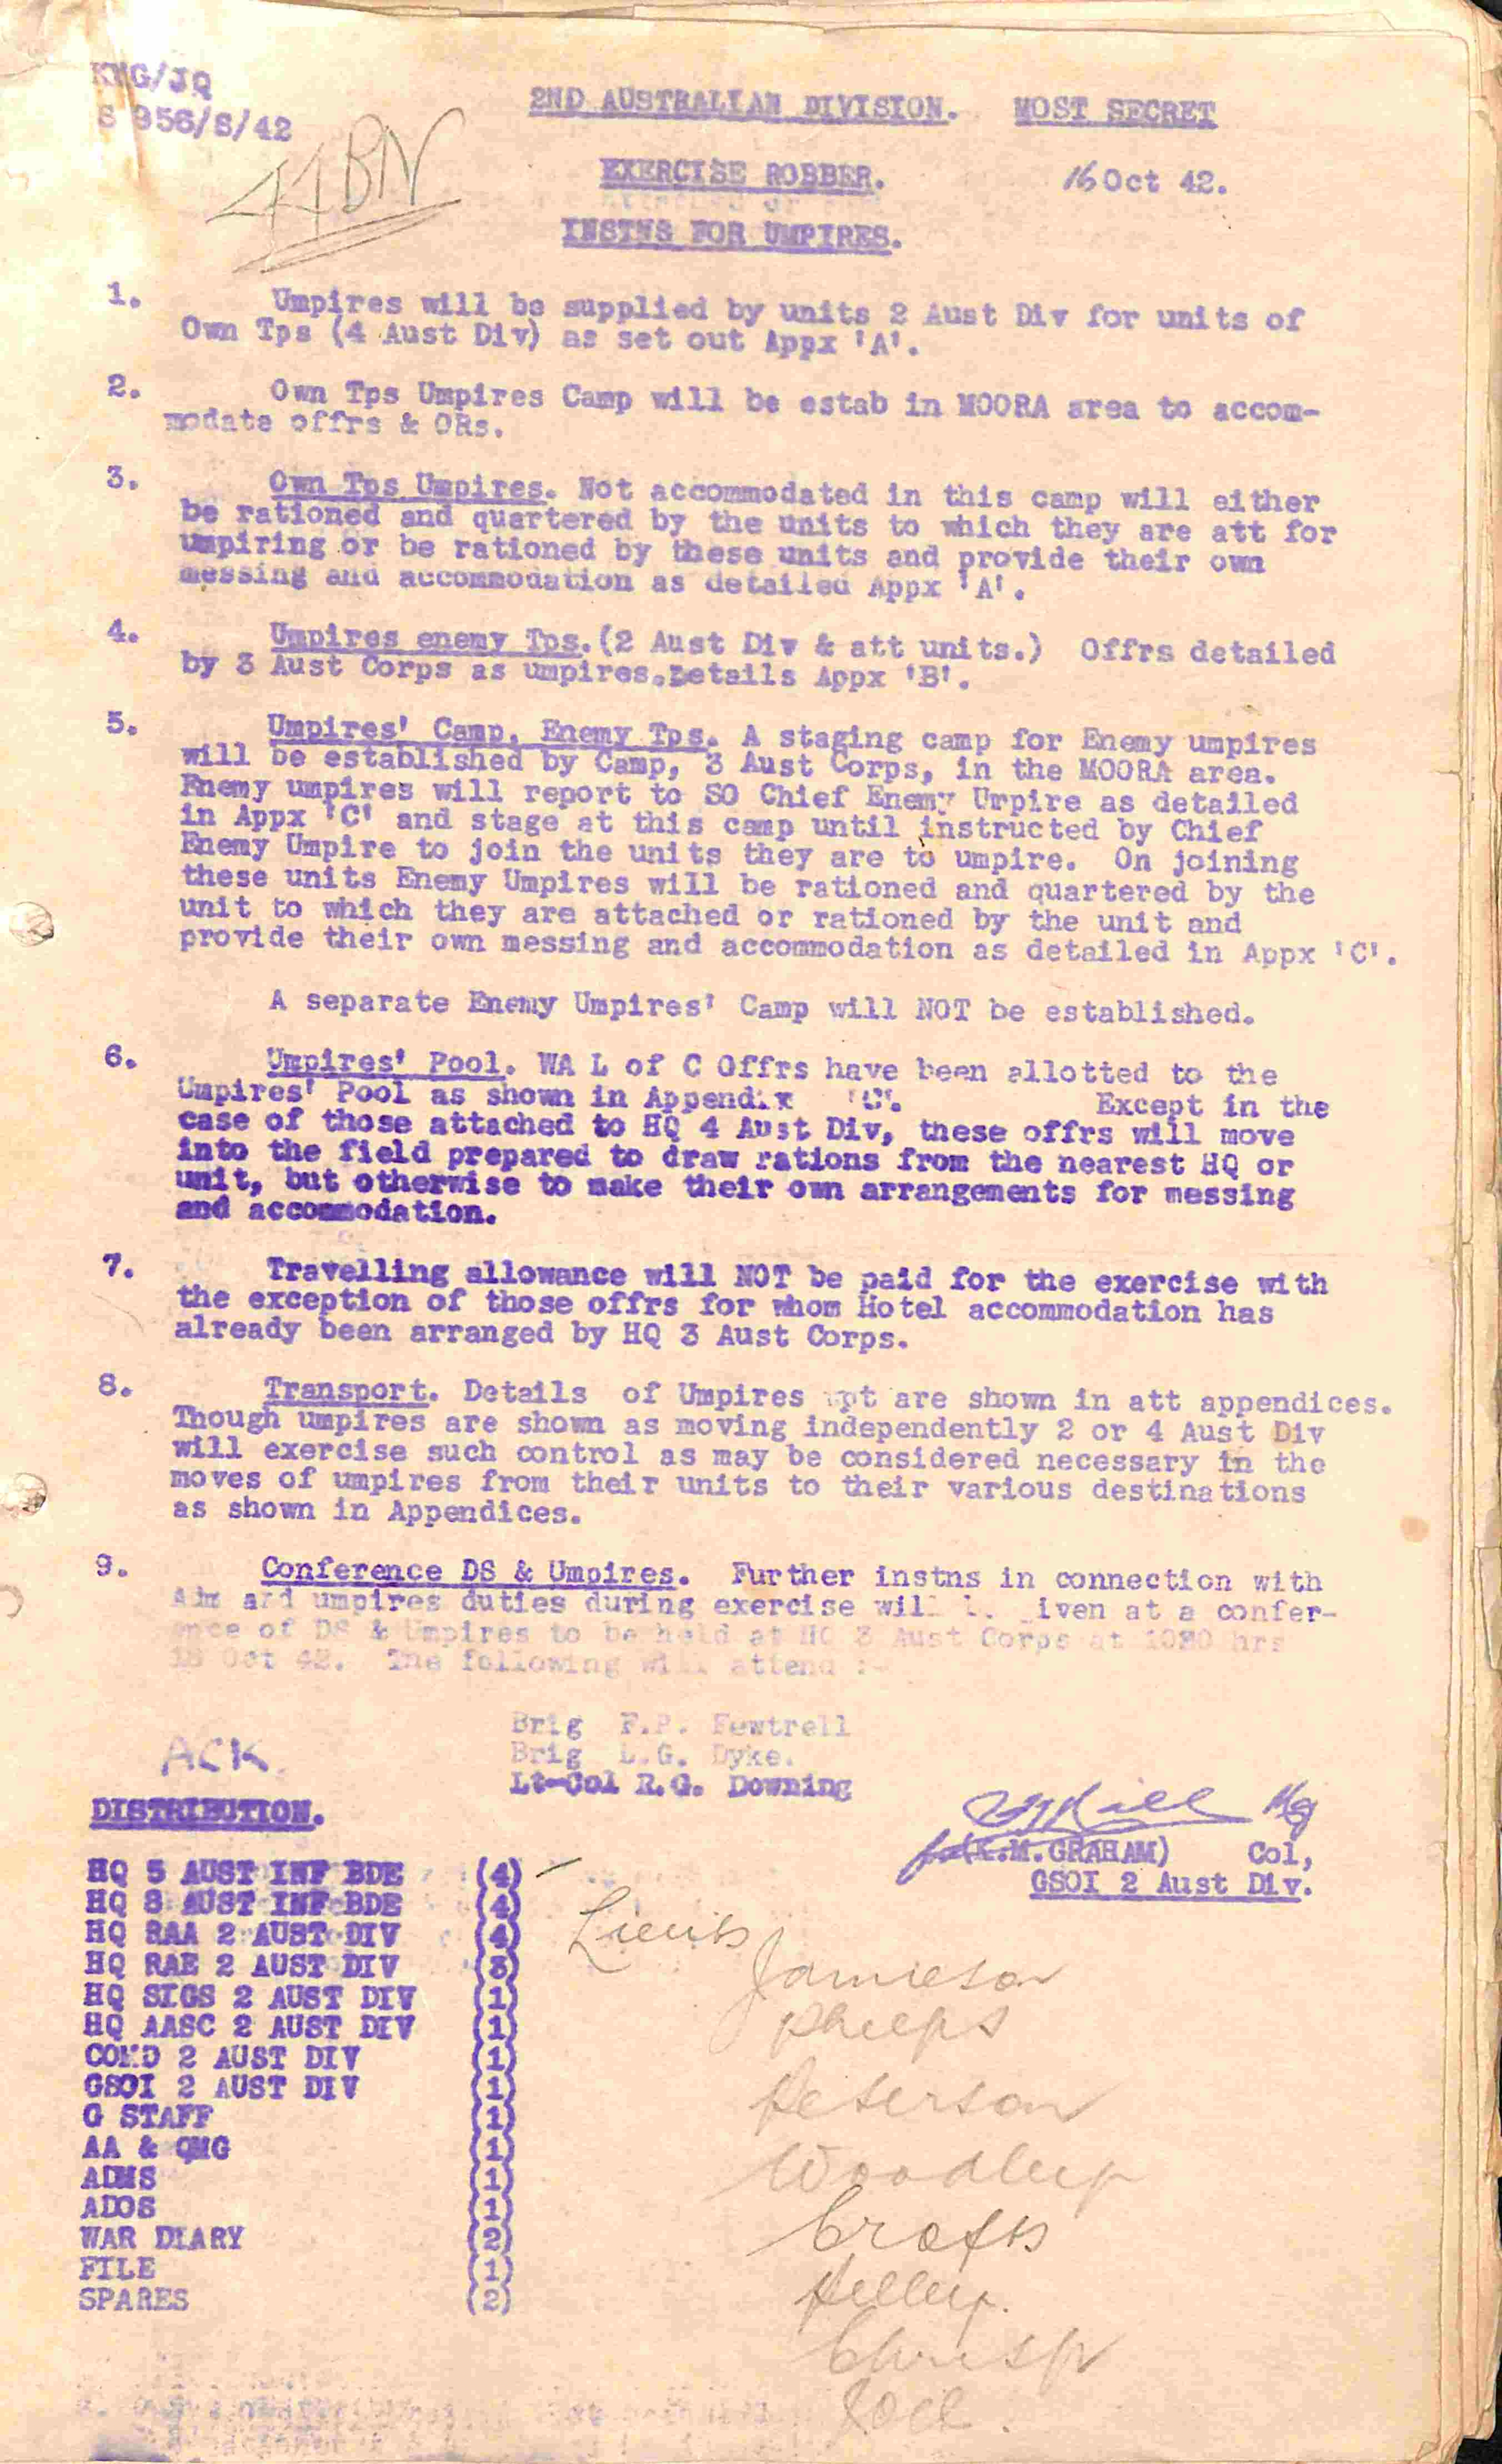 KMG/JQ
S 956/S/42
44BN
2ND AUSTRALIAN DIVISION. MOST SECRET
EXERCISE ROBBER. 16 Oct 42.
INSTNS FOR UMPIRES.
1. Umpires will be supplied by units 2 Aust Div for units of
Own Tps (4 Aust Div) as set out Appx 'A'.
2. Own Tps Umpires Camp will be estab in MOORA area to accom-
modate offrs & ORs.
3. Own Tps Umpires. Not accommodated in this camp will either
be rationed and quartered by the units to which they are att for
umpiring or be rationed by these units and provide their own
messing and accommodation as detailed Appx 'A'.
4. Umpires enemy Tps. (2 Aust Div & att units.) Offrs detailed
by 3 Aust Corps as umpires. Details Appx 'B'.
5. Umpires' Camp, Enemy Tps. A staging camp for Enemy umpires
will be established by Camp, 3 Aust Corps, in the MOORA area.
Enemy umpires will report to SO Chief Enemy Umpire as detailed
in Appx 'C' and stage at this camp until instructed by Chief
Enemy Umpire to join the units they are to umpire. On joining
these units Enemy Umpires will be rationed and quartered by the
unit to which they are attached or rationed by the unit and
provide their own messing and accommodation as detailed in Appx 'C'.
A separate Enemy Umpires' Camp will NOT be established.
6. Umpires' Pool. WA L of C Offrs have been allotted to the
Umpires' Pool as shown in Appendix 'C'. Except in the
case of those attached to HQ 4 Aust Div, these offrs will move
into the field prepared to draw rations from the nearest HQ or
unit, but otherwise to make their own arrangements for messing
and accommodation.
7. Travelling allowance will NOT be paid for the exercise with
the exception of those offrs for whom Hotel accommodation has
already been arranged by HQ 3 Aust Corps.
8. Transport. Details of Umpires tpt are shown in att appendices.
Though umpires are shown as moving independently 2 or 4 Aust Div
will exercise such control as may be considered necessary in the
moves of umpires from their units to their various destinations
as shown in Appendices.
9. Conference DS & Umpires. Further instns in connection with
Adm and umpires duties during exercise will be given at a confer-
ence of DS & Umpires to be held at HQ 3 Aust Corps at hrs
Oct 42. The following will attend :-
Brig F.P. Fewtrell
Brig L.G. Dyke.
Lt-Col R.G. Downing
ACK.
Maj
for (K.M. GRAHAM) Col,
GSOI 2 Aust Div.
DISTRIBUTION.
HQ 5 AUST INF BDE (4)
HQ 8 AUST INF BDE (4)
HQ RAA 2 AUST DIV (4)
HQ RAE 2 AUST DIV (3)
HQ SIGS 2 AUST DIV (1)
HQ AASC 2 AUST DIV (1)
COMD 2 AUST DIV (1)
GSOI 2 AUST DIV (1)
G STAFF (1)
AA & QMG (1)
ADMS (1)
ADOS (1)
WAR DIARY (2)
FILE (1)
SPARES (2)
Lieuts
Jamieson
Phelps
Peterson
Woodley
Crofts
Chrisp